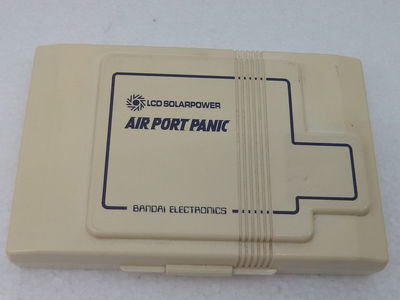 LCD SOLARPOWER
AIR PORT PANIC
BANDAI ELECTRONICS